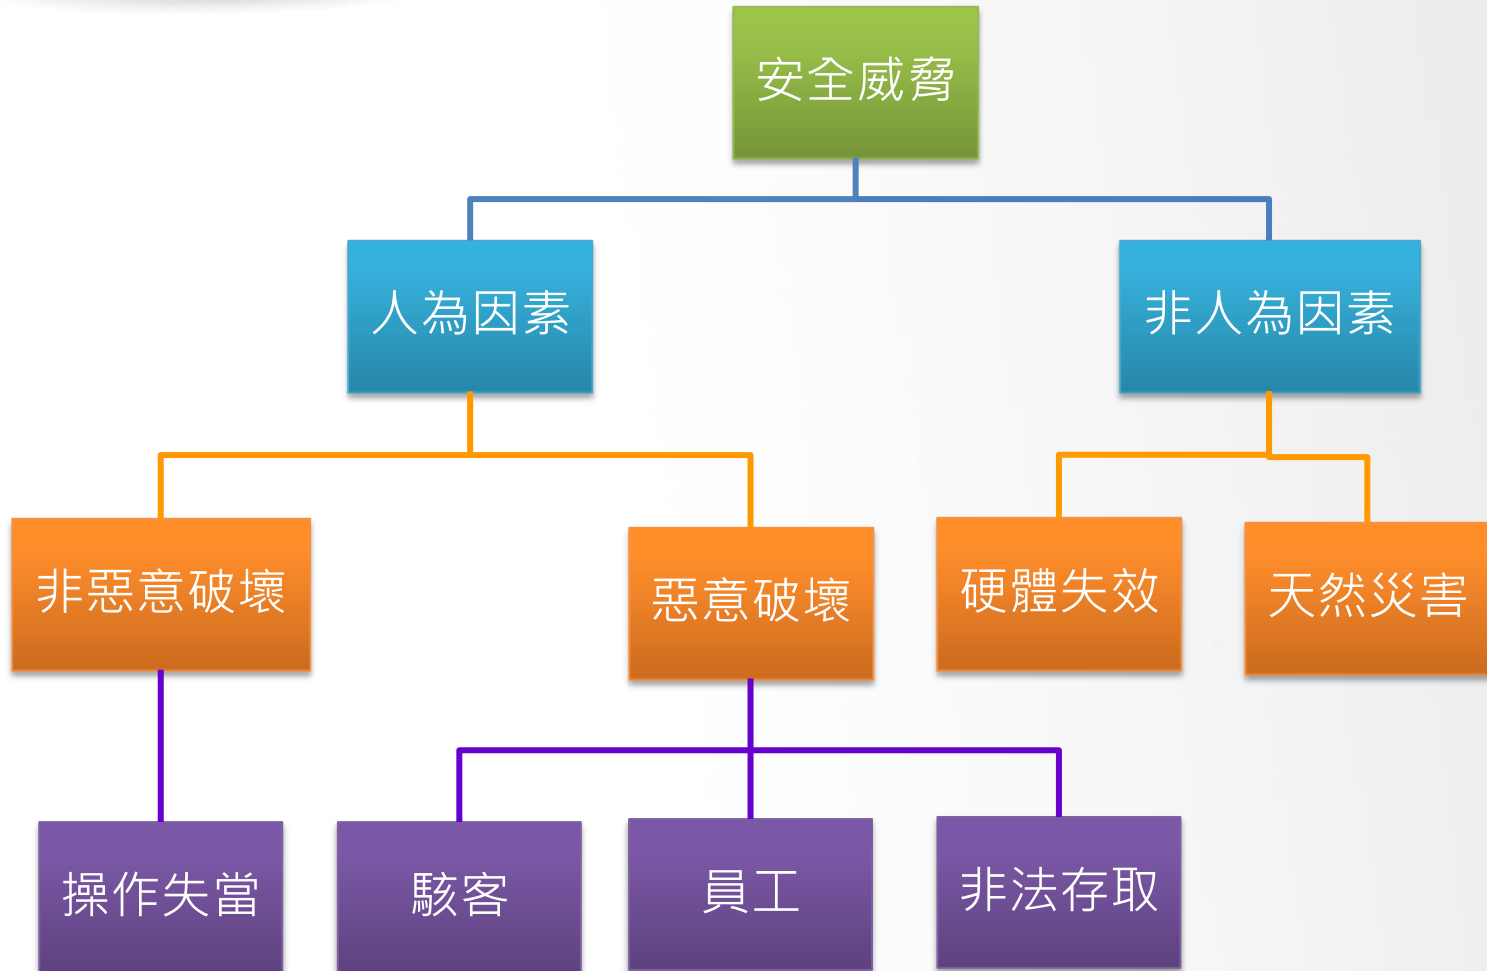 安全威脅
人為因素
非人為因素
非惡意破壞
惡意破壞
硬體失效
天然災害
操作失當
駭客
員工
非法存取